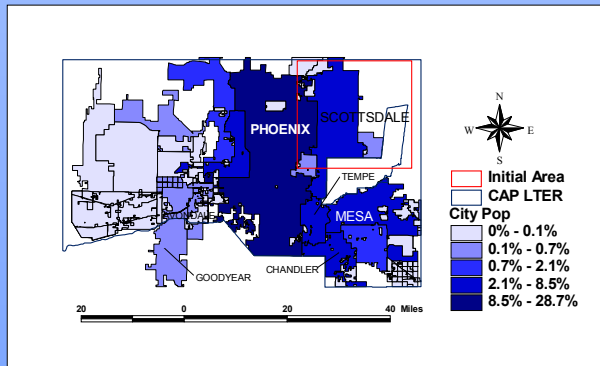 SCOTTSDALE
PHOENIX
TEMPE
AVONDALE
MESA
GOODYEAR
CHANDLER
20 0 20 40 Miles
N
W E
S
Initial Area
CAP LTER
City Pop
0% - 0.1%
0.1% - 0.7%
0.7% - 2.1%
2.1% - 8.5%
8.5% - 28.7%